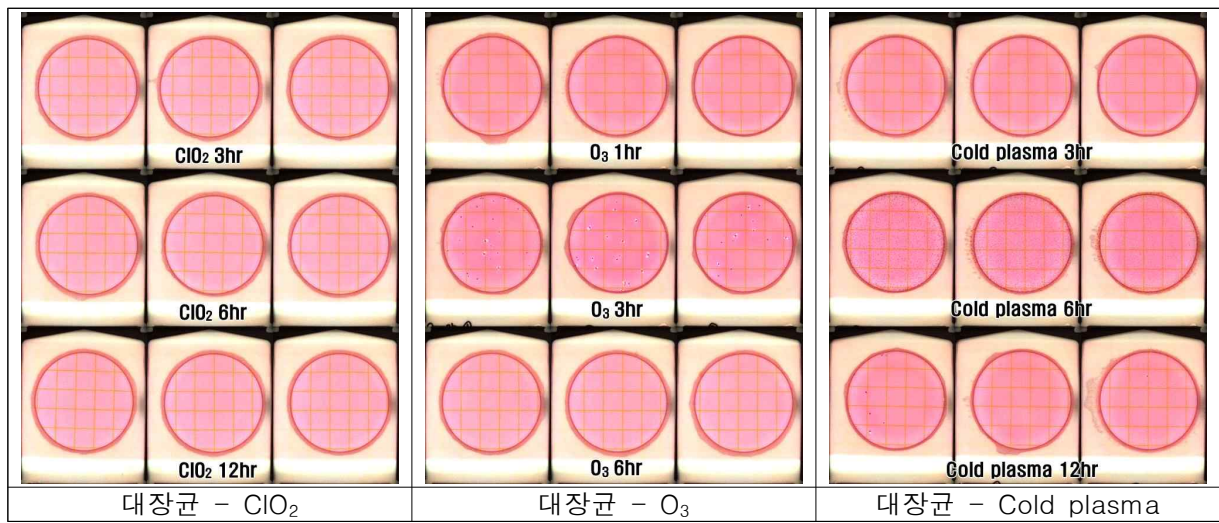 ClO₂ 3hr
O₃ 1hr
Cold plasma 3hr
ClO₂ 6hr
O₃ 3hr
Cold plasma 6hr
ClO₂ 12hr
O₃ 6hr
Cold plasma 12hr
대장균 - ClO₂
대장균 - O₃
대장균 - Cold plasma